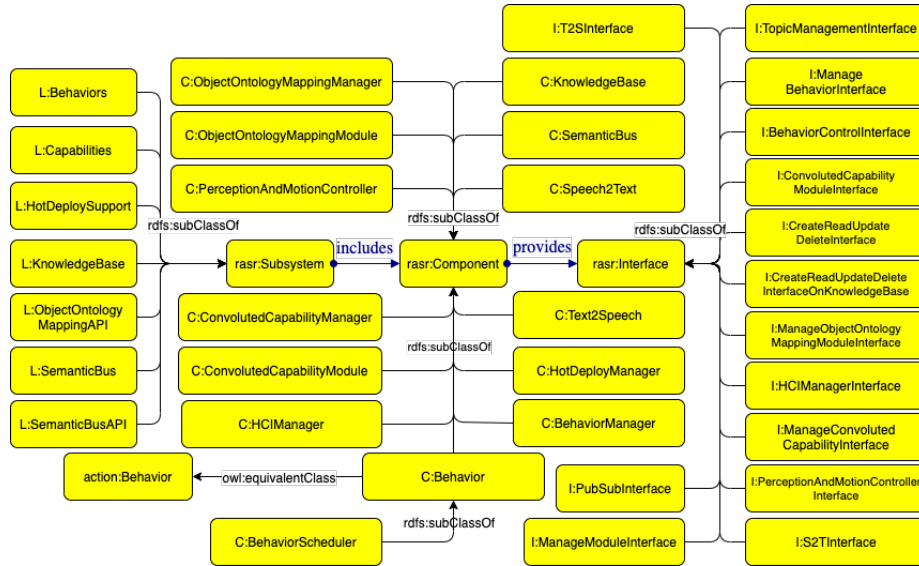 I:T2SInterface
I:TopicManagementInterface
L:Behaviors
C:ObjectOntologyMappingManager
C:KnowledgeBase
I:Manage
BehaviorInterface
L:Capabilities
C:ObjectOntologyMappingModule
C:SemanticBus
I:BehaviorControlInterface
L:HotDeploySupport
C:PerceptionAndMotionController
C:Speech2Text
I:ConvolutedCapability
ModuleInterface
rdfs:subClassOf
rdfs:subClassOf
rdfs:subClassOf
I:CreateReadUpdate
DeleteInterface
L:KnowledgeBase
rasr:Subsystem
includes
rasr:Component
provides
rasr:Interface
I:CreateReadUpdateDelete
InterfaceOnKnowledgeBase
L:ObjectOntology
MappingAPI
C:ConvolutedCapabilityManager
C:Text2Speech
I:ManageObjectOntology
MappingModuleInterface
rdfs:subClassOf
L:SemanticBus
C:ConvolutedCapabilityModule
C:HotDeployManager
I:HCIManagerInterface
L:SemanticBusAPI
C:HCIManager
C:BehaviorManager
I:ManageConvoluted
CapabilityInterface
action:Behavior
owl:equivalentClass
C:Behavior
I:PubSubInterface
I:PerceptionAndMotionController
Interface
rdfs:subClassOf
C:BehaviorScheduler
I:ManageModuleInterface
I:S2TInterface